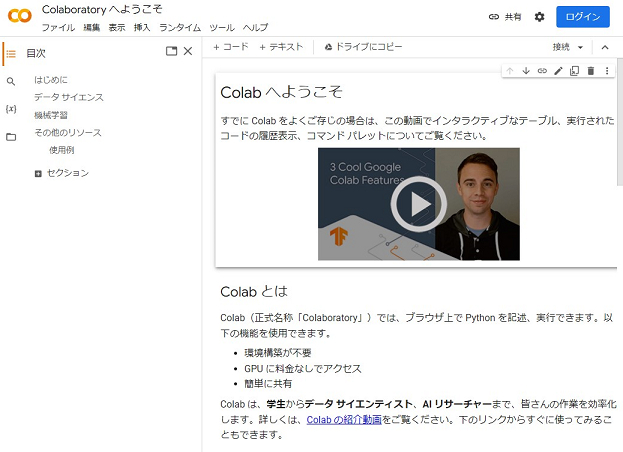 Colaboratory へようこそ
ファイル 編集 表示 挿入 ランタイム ツール ヘルプ
共有
ログイン
目次
はじめに
データ サイエンス
機械学習
その他のリソース
使用例
セクション
+ コード + テキスト ドライブにコピー
接続
Colab へようこそ
すでに Colab をよくご存じの場合は、この動画でインタラクティブなテーブル、実行された
コードの履歴表示、コマンド パレットについてご覧ください。
3 Cool Google
Colab Features
Colab とは
Colab（正式名称「Colaboratory」）では、ブラウザ上で Python を記述、実行できます。以
下の機能を使用できます。
• 環境構築が不要
• GPU に料金なしでアクセス
• 簡単に共有
Colab は、学生からデータ サイエンティスト、AI リサーチャーまで、皆さんの作業を効率化
します。詳しくは、Colab の紹介動画をご覧ください。下のリンクからすぐに使ってみるこ
ともできます。